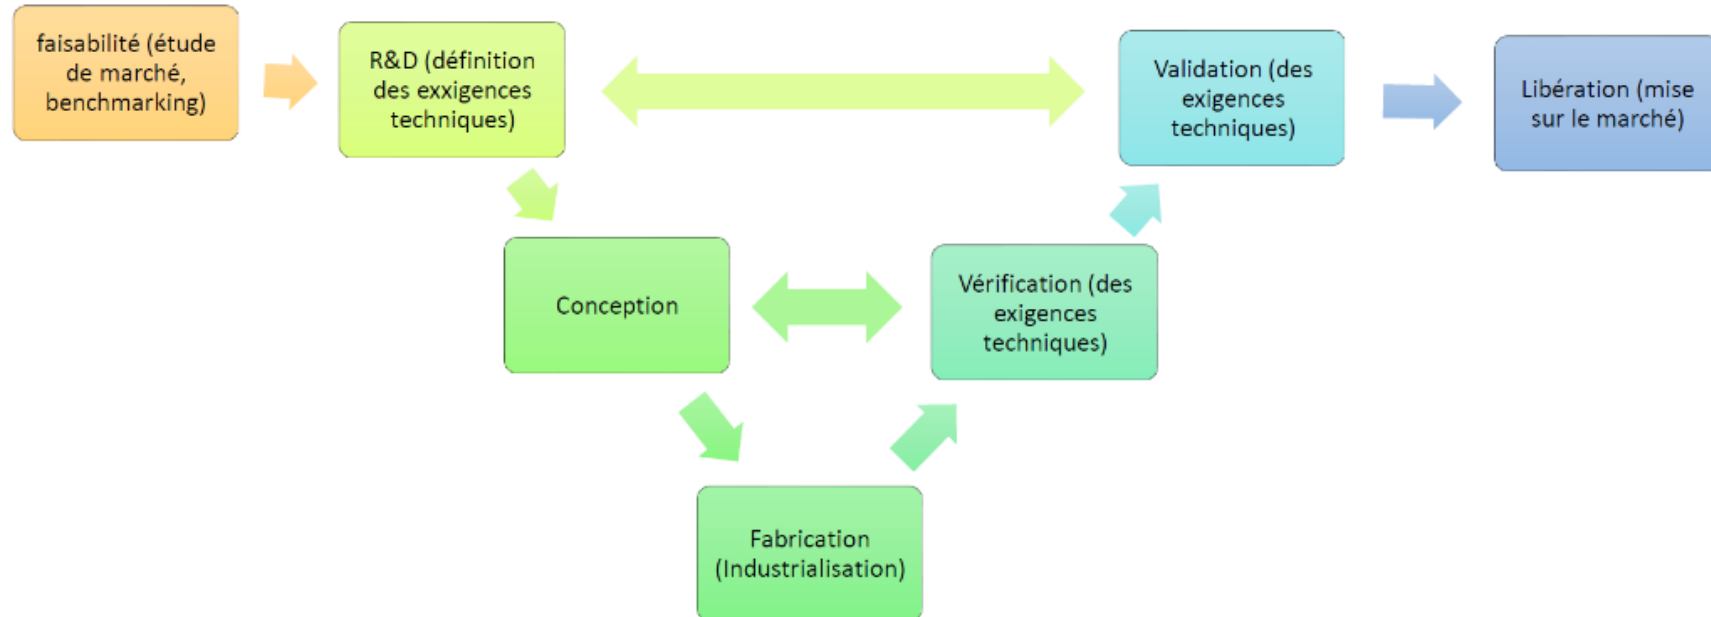 faisabilité (étude
de marché,
benchmarking)
R&D (définition
des exxigences
techniques)
Validation (des
exigences
techniques)
Libération (mise
sur le marché)
Conception
Vérification (des
exigences
techniques)
Fabrication
(Industrialisation)